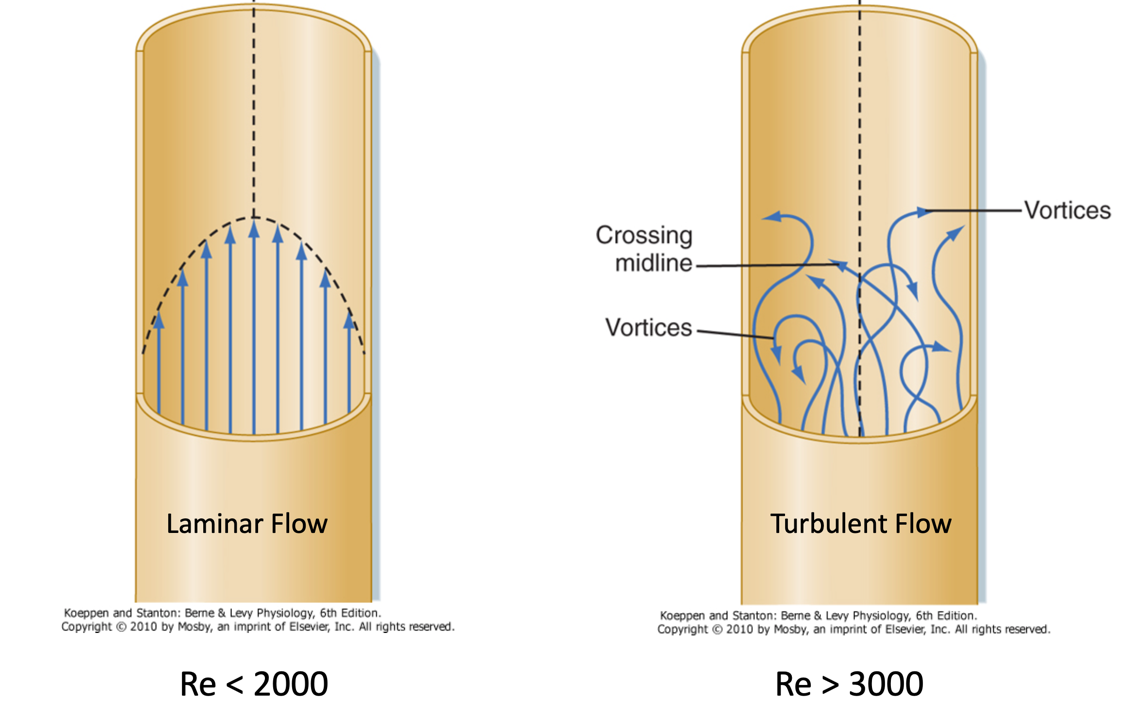 Vortices
Crossing
midline
Vortices
Laminar Flow
Turbulent Flow
Koeppen and Stanton: Berne & Levy Physiology, 6th Edition.
Copyright © 2010 by Mosby, an imprint of Elsevier, Inc. All rights reserved.
Koeppen and Stanton: Berne & Levy Physiology, 6th Edition.
Copyright © 2010 by Mosby, an imprint of Elsevier, Inc. All rights reserved.
Re < 2000
Re > 3000